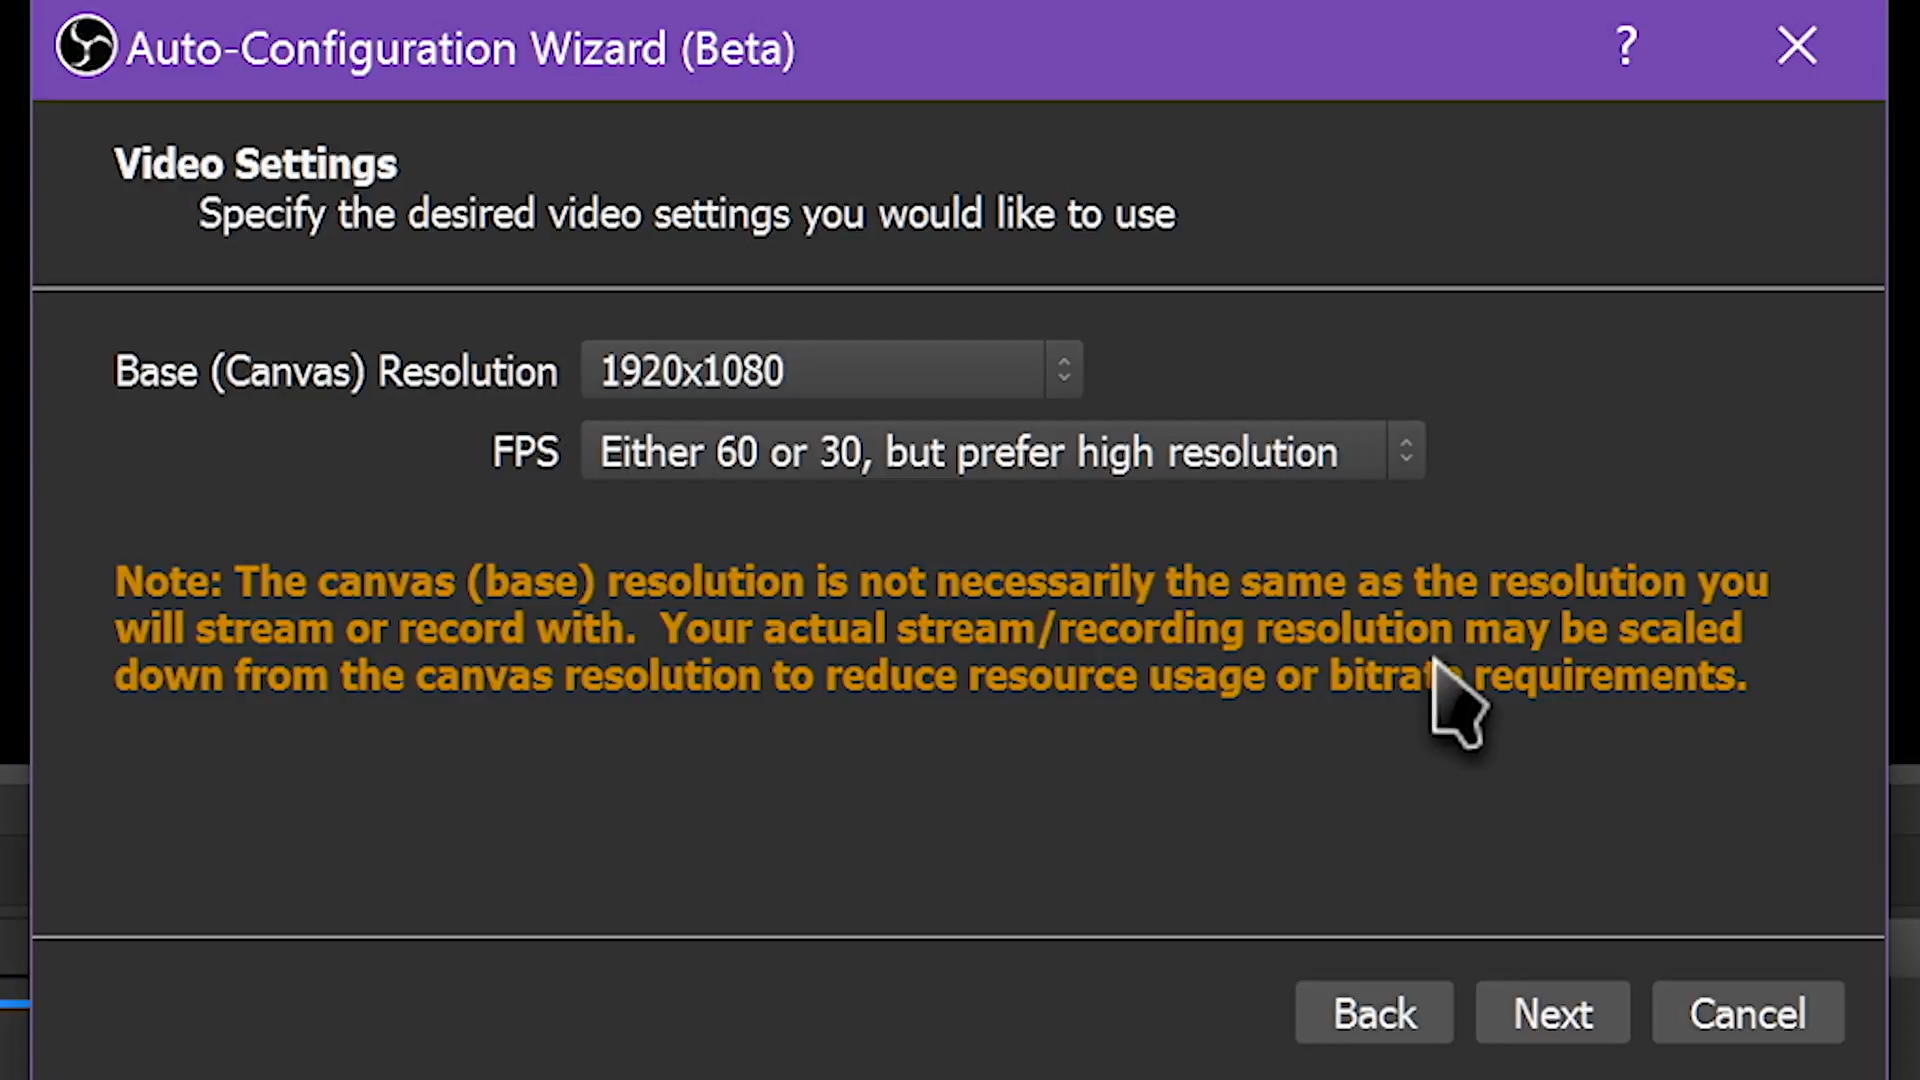 Auto-Configuration Wizard (Beta)
?
Video Settings
Specify the desired video settings you would like to use
Base (Canvas) Resolution 1920x1080
FPS Either 60 or 30, but prefer high resolution
Note: The canvas (base) resolution is not necessarily the same as the resolution you
will stream or record with. Your actual stream/recording resolution may be scaled
down from the canvas resolution to reduce resource usage or bitrate requirements.
Back Next Cancel